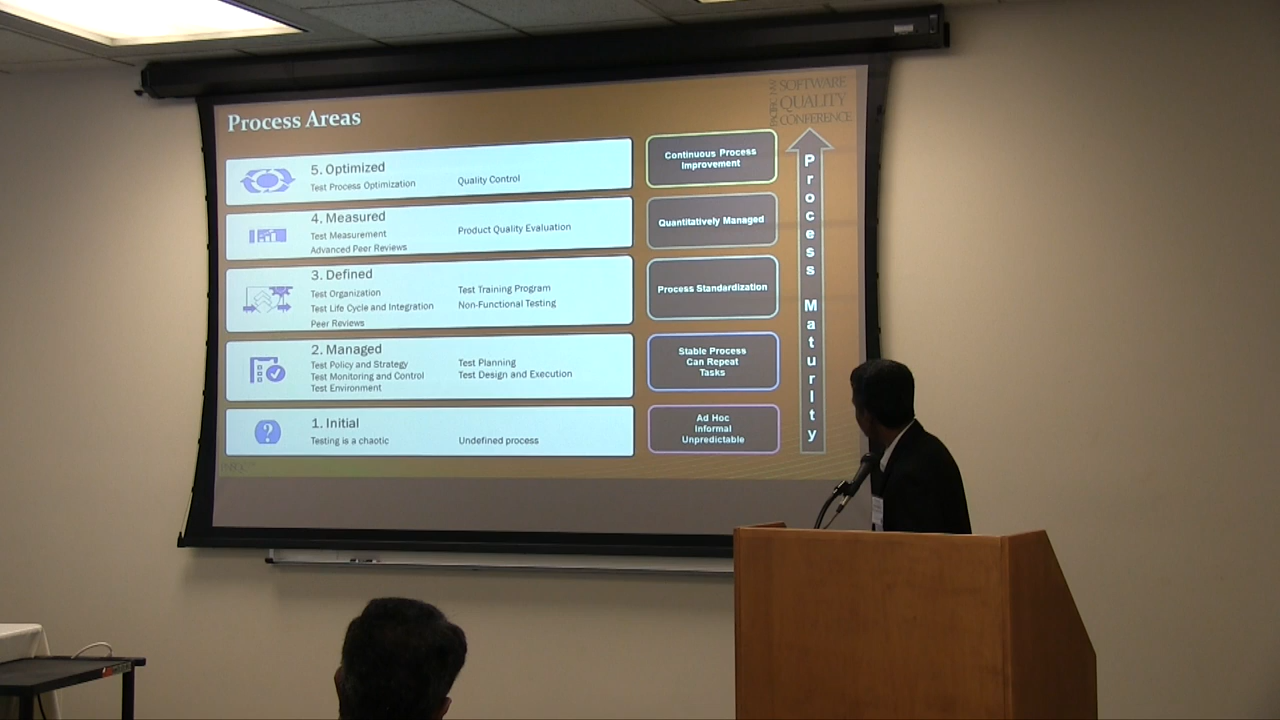 Process Areas
PACIFIC NW
SOFTWARE
QUALITY
CONFERENCE
5. Optimized
Test Process Optimization
Quality Control
Continuous Process
Improvement
4. Measured
Test Measurement
Product Quality Evaluation
Advanced Peer Reviews
Quantitatively Managed
3. Defined
Test Organization
Test Training Program
Test Life Cycle and Integration
Non-Functional Testing
Peer Reviews
Process Standardization
2. Managed
Test Policy and Strategy
Test Planning
Test Monitoring and Control
Test Design and Execution
Test Environment
Stable Process
Can Repeat
Tasks
1. Initial
Testing is a chaotic
Undefined process
Ad Hoc
Informal
Unpredictable
Process Maturity
PNSQC